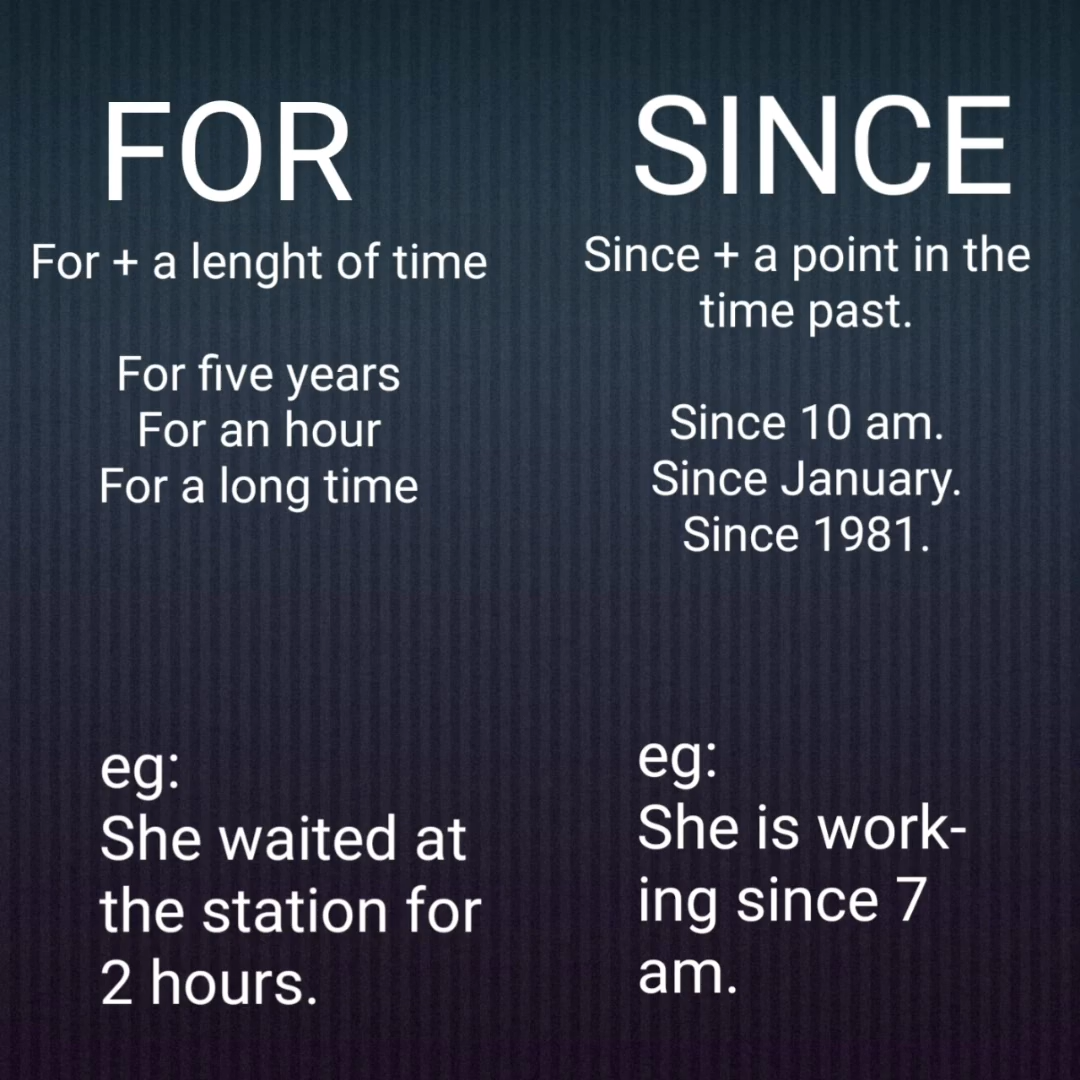 FOR
For + a lenght of time
For five years
For an hour
For a long time
eg:
She waited at
the station for
2 hours.
SINCE
Since + a point in the
time past.
Since 10 am.
Since January.
Since 1981.
eg:
She is work-
ing since 7
am.